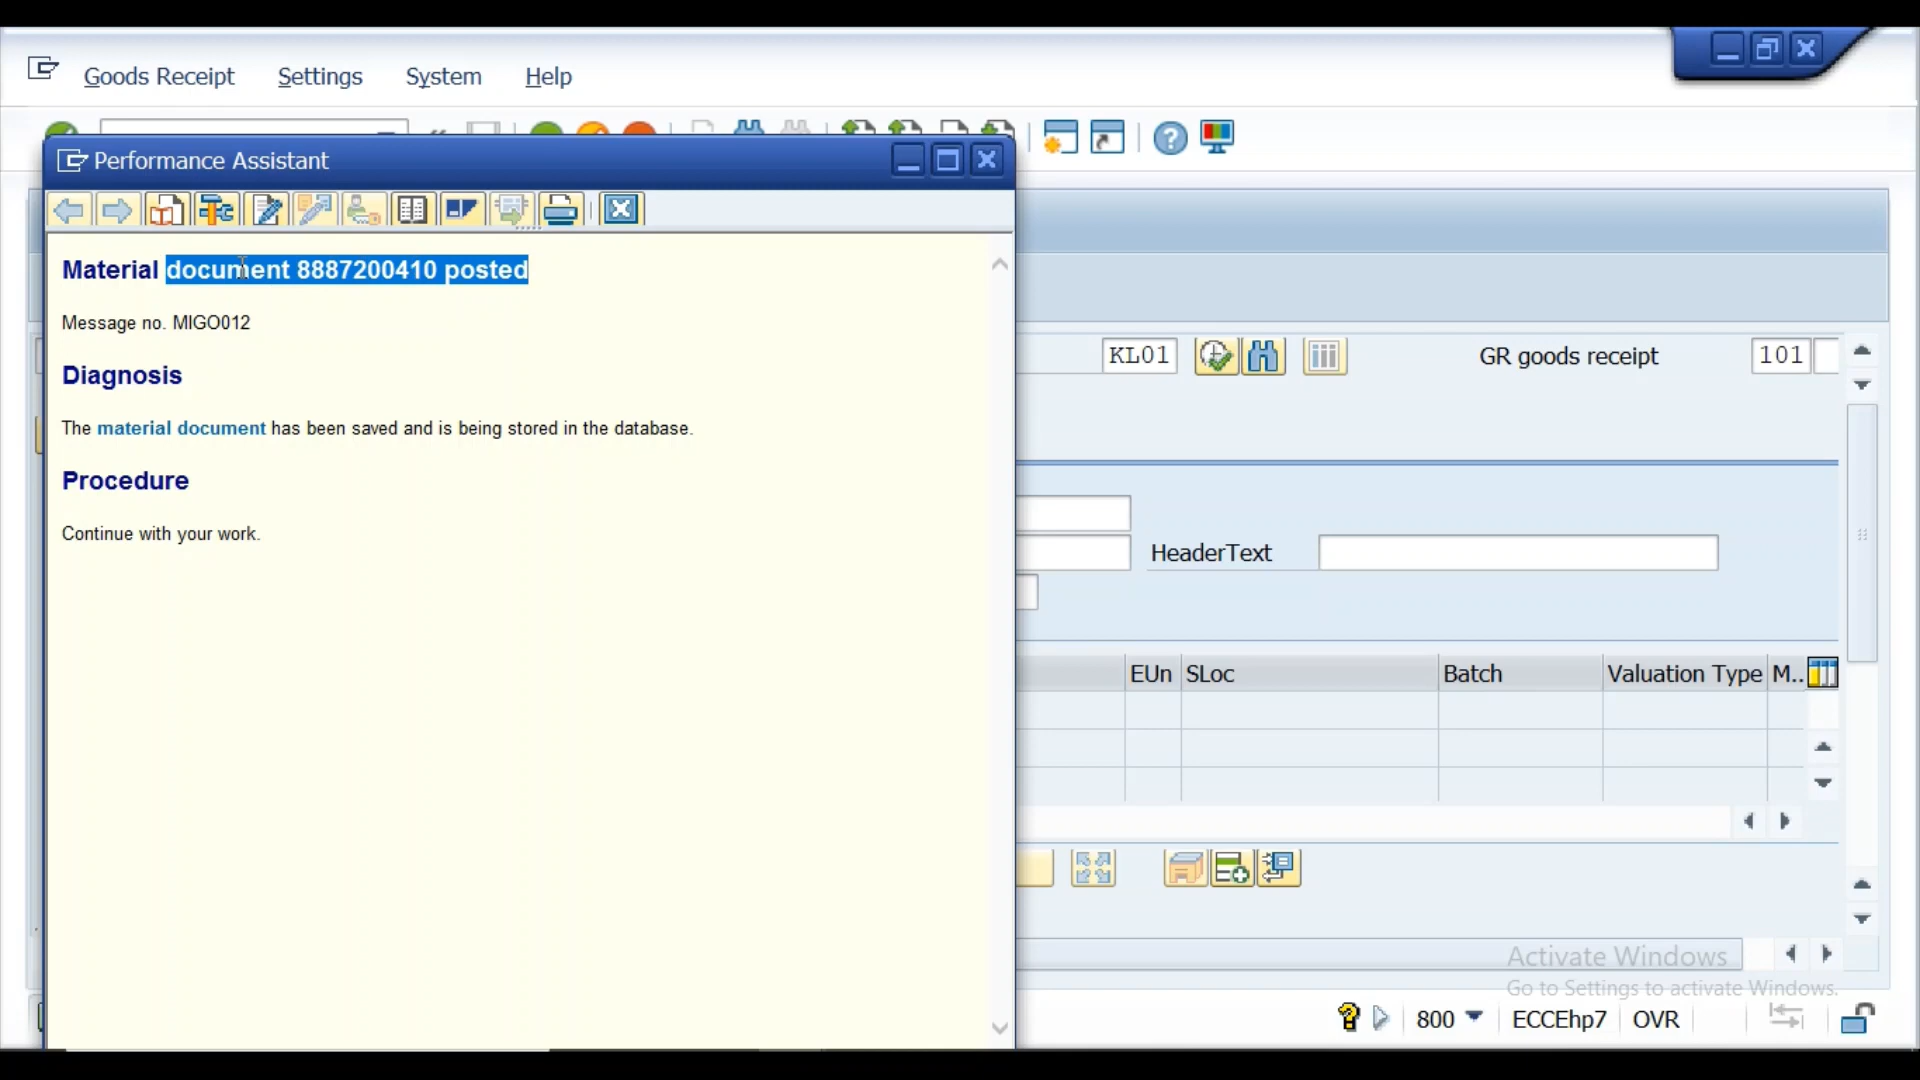 Goods Receipt Settings System Help
Performance Assistant
Material document 8887200410 posted
Message no. MIGO012
Diagnosis
The material document has been saved and is being stored in the database.
Procedure
Continue with your work.
KL01 GR goods receipt 101
HeaderText
EUn SLoc Batch Valuation Type M..
Activate Windows
Go to Settings to activate Windows.
800 ECCEhp7 OVR